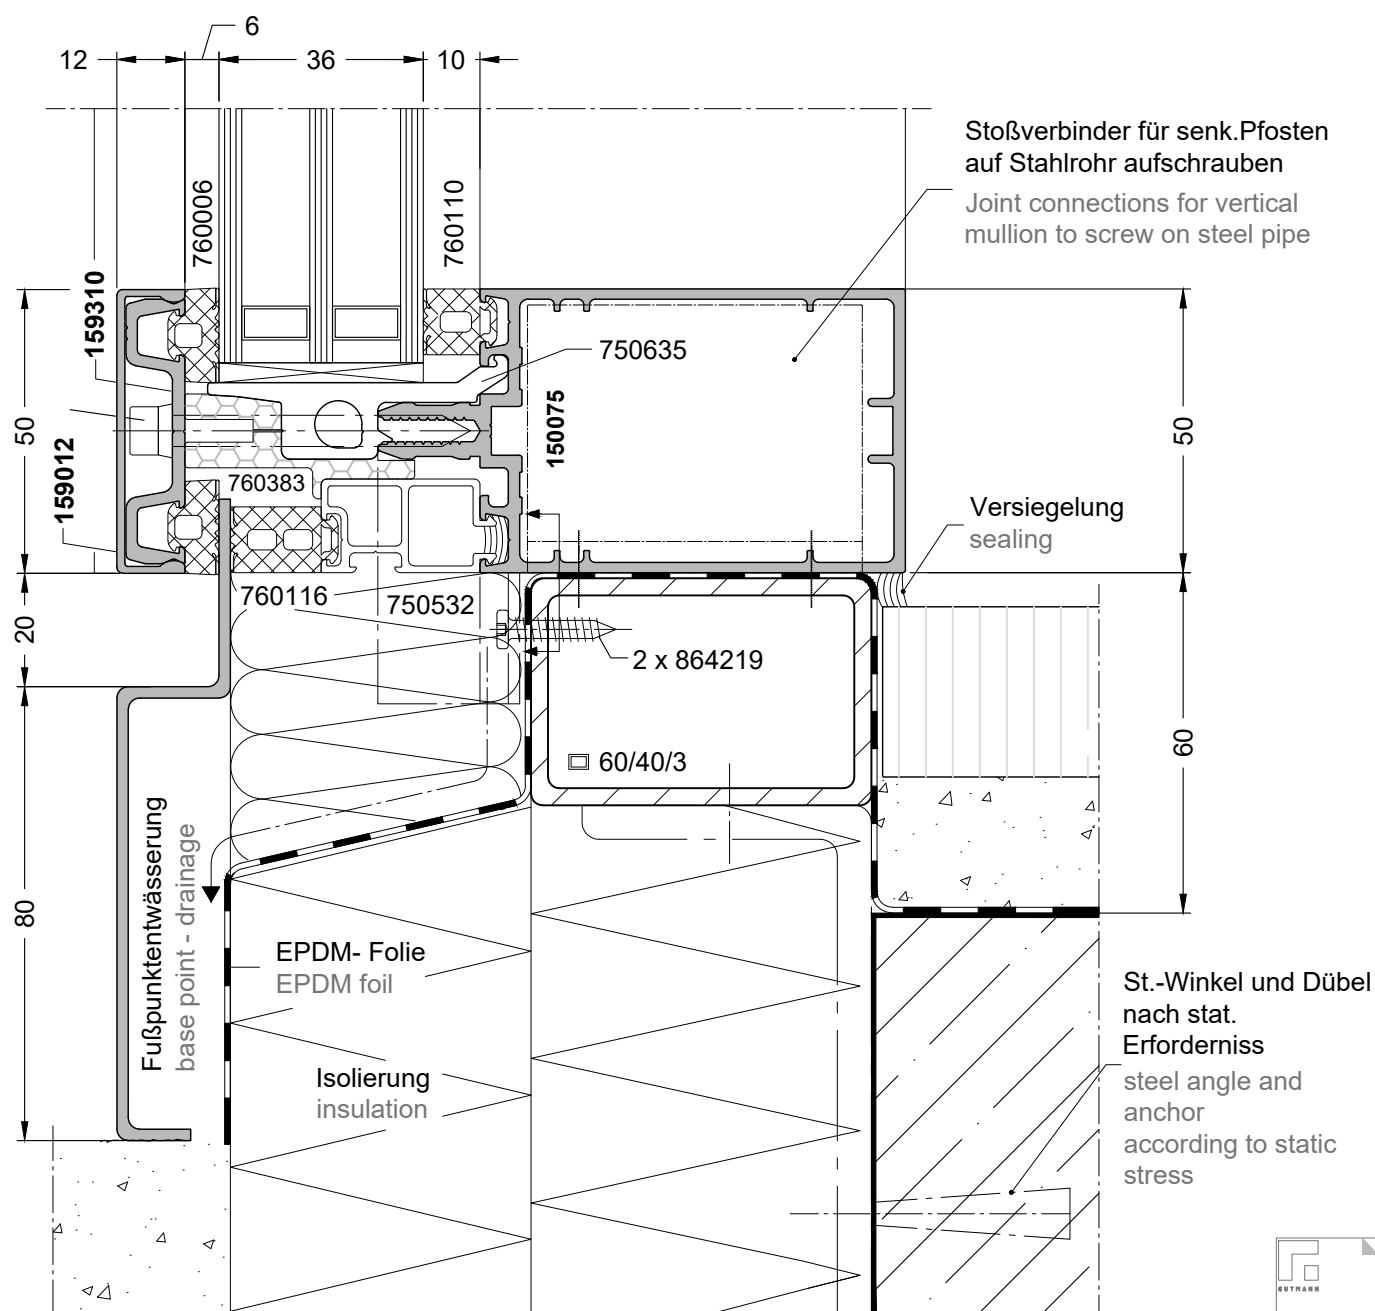 6
12
36
10
Stoßverbinder für senk.Pfosten
auf Stahlrohr aufschrauben
Joint connections for vertical
mullion to screw on steel pipe
760006
760110
159310
750635
50
150075
50
159012
760383
Versiegelung
sealing
760116
750532
20
2 x 864219
60/40/3
60
80
Fußpunktentwässerung
base point - drainage
EPDM- Folie
EPDM foil
St.-Winkel und Dübel
nach stat.
Erforderniss
steel angle and
anchor
according to static
stress
Isolierung
insulation
GUTMANN